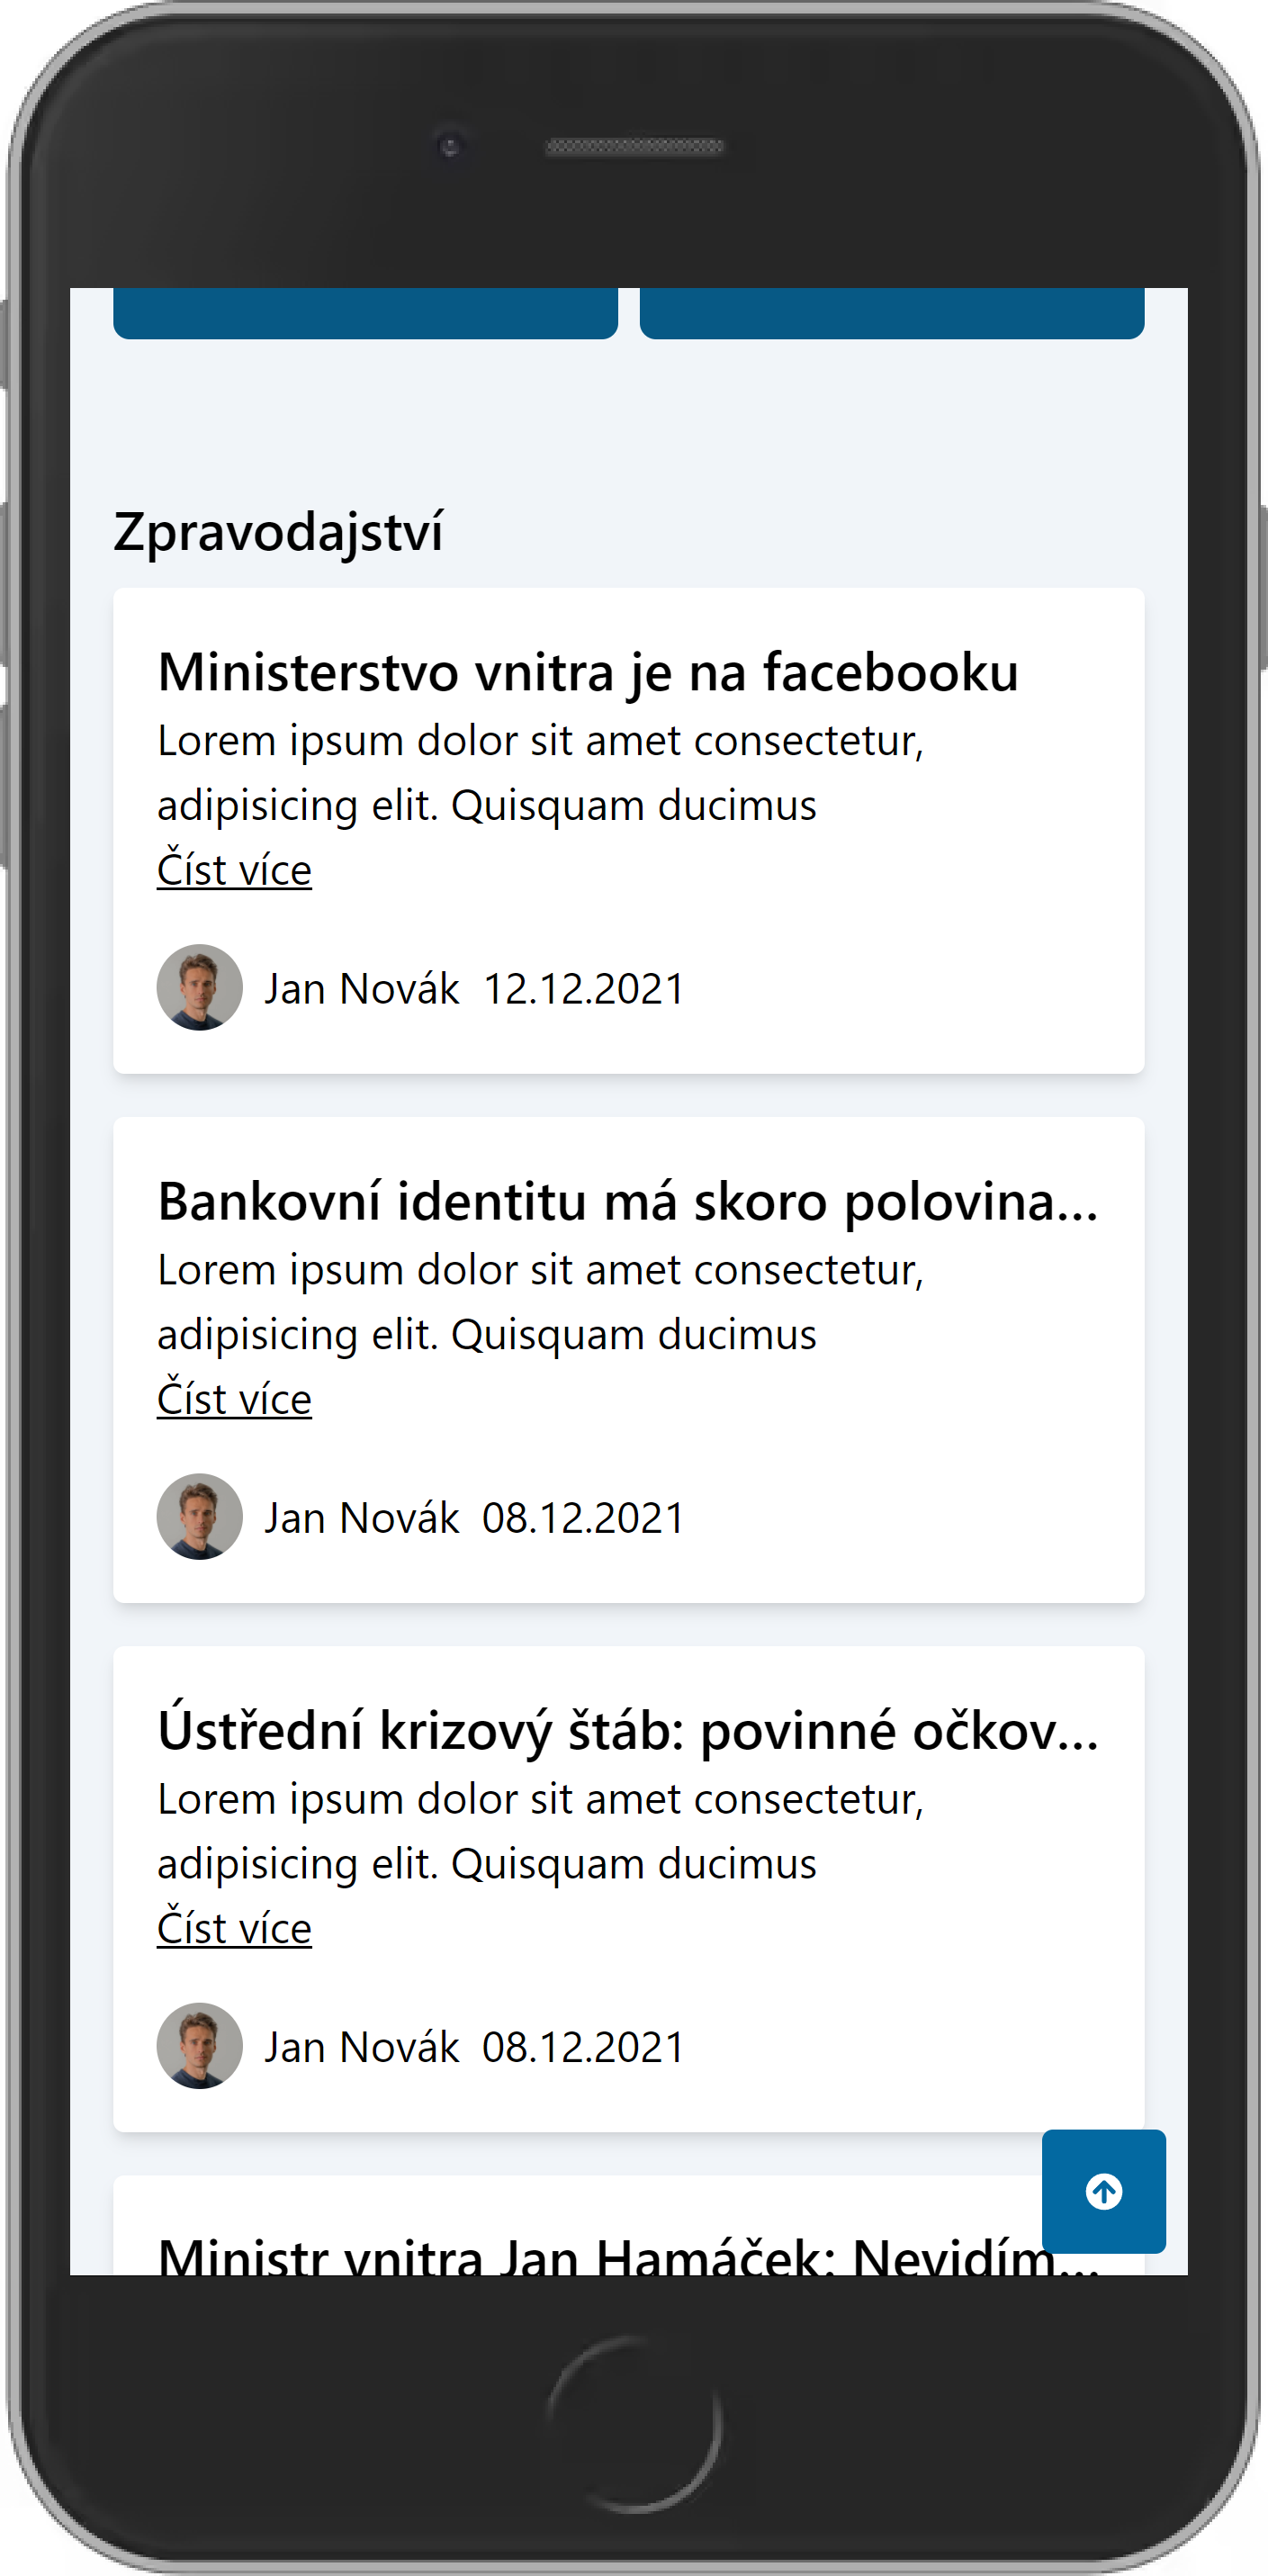 Zpravodajství
Ministerstvo vnitra je na facebooku
Lorem ipsum dolor sit amet consectetur,
adipisicing elit. Quisquam ducimus
Číst více
Jan Novák 12.12.2021
Bankovní identitu má skoro polovina...
Lorem ipsum dolor sit amet consectetur,
adipisicing elit. Quisquam ducimus
Číst více
Jan Novák 08.12.2021
Ústřední krizový štáb: povinné očkov...
Lorem ipsum dolor sit amet consectetur,
adipisicing elit. Quisquam ducimus
Číst více
Jan Novák 08.12.2021
Ministr vnitra Jan Hamáček: Nevidím...